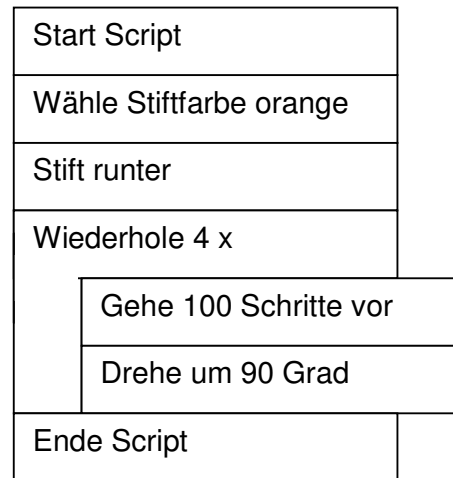 Start Script
Wähle Stiftfarbe orange
Stift runter
Wiederhole 4 x
Gehe 100 Schritte vor
Drehe um 90 Grad
Ende Script